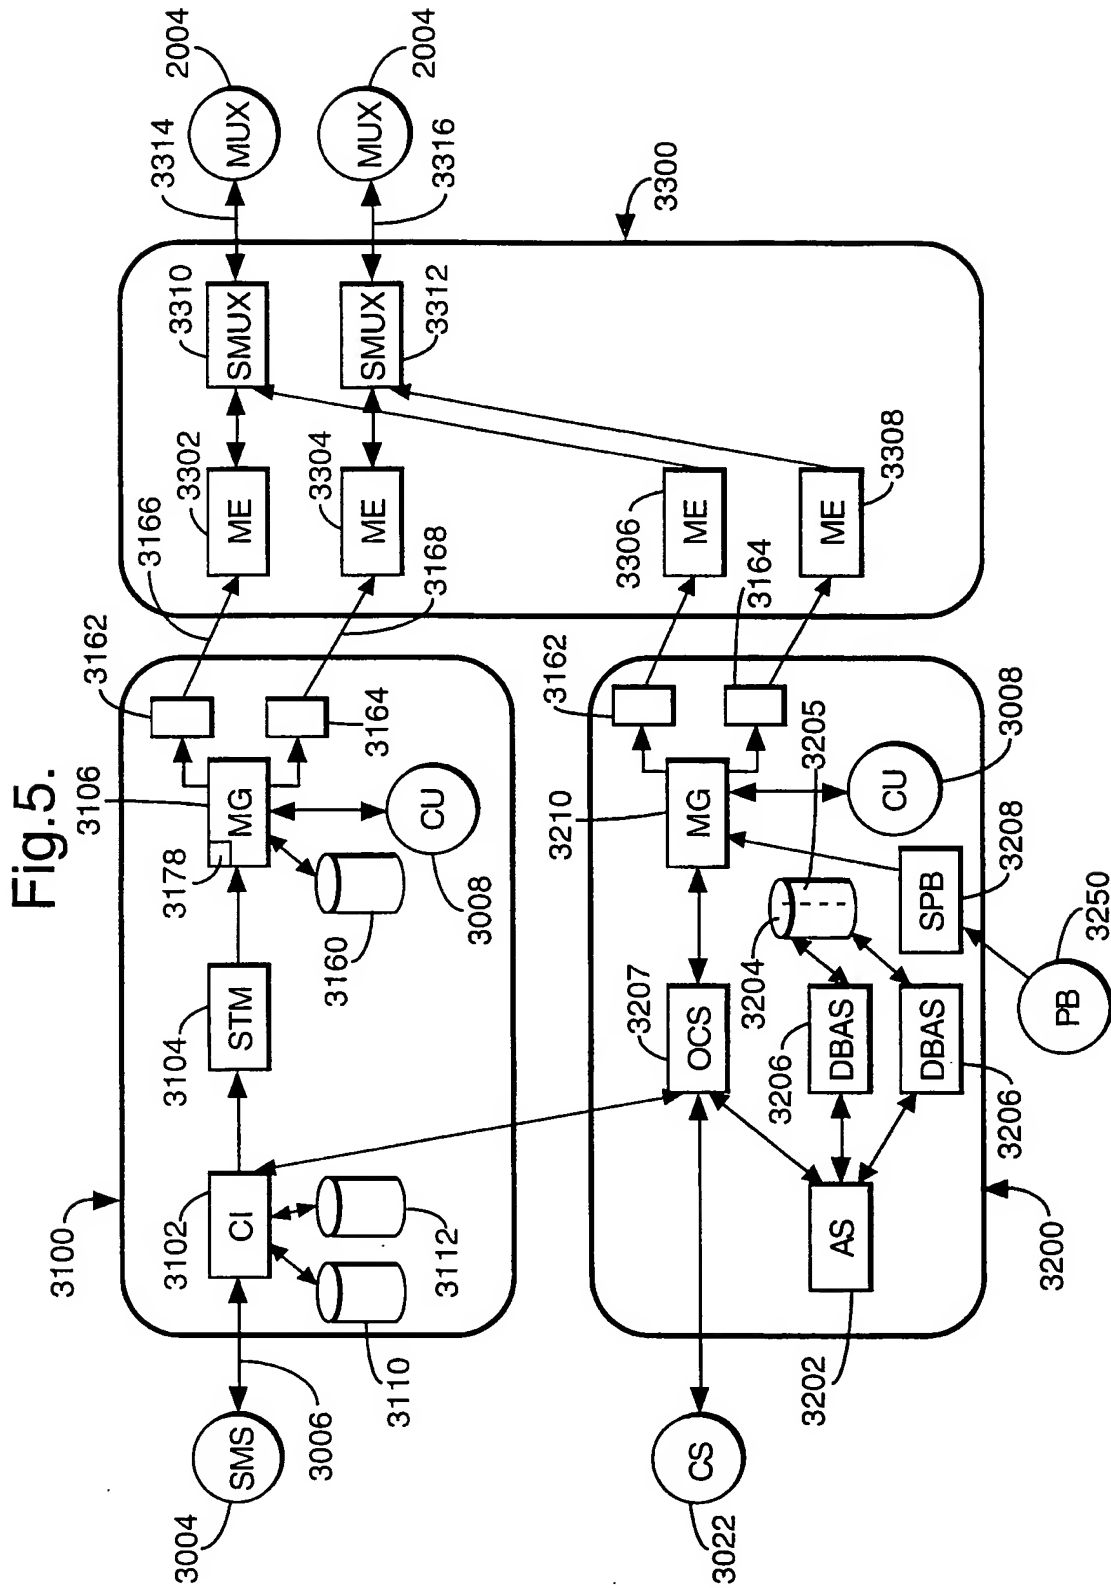 Fig.5.
3100
3102
3104
3106
3162
3166
3302
3310
3314
2004
3178
SMS
CI
STM
MG
ME
SMUX
MUX
3004
3006
3110
3112
3160
3008
CU
3164
3168
3304
3312
3316
2004
ME
SMUX
MUX
3300
3207
3210
3162
3306
3164
3308
CS
OCS
MG
ME
ME
3022
3204
3205
3206
DBAS
CU
3008
AS
DBAS
SPB
3208
3202
3206
PB
3250
3200